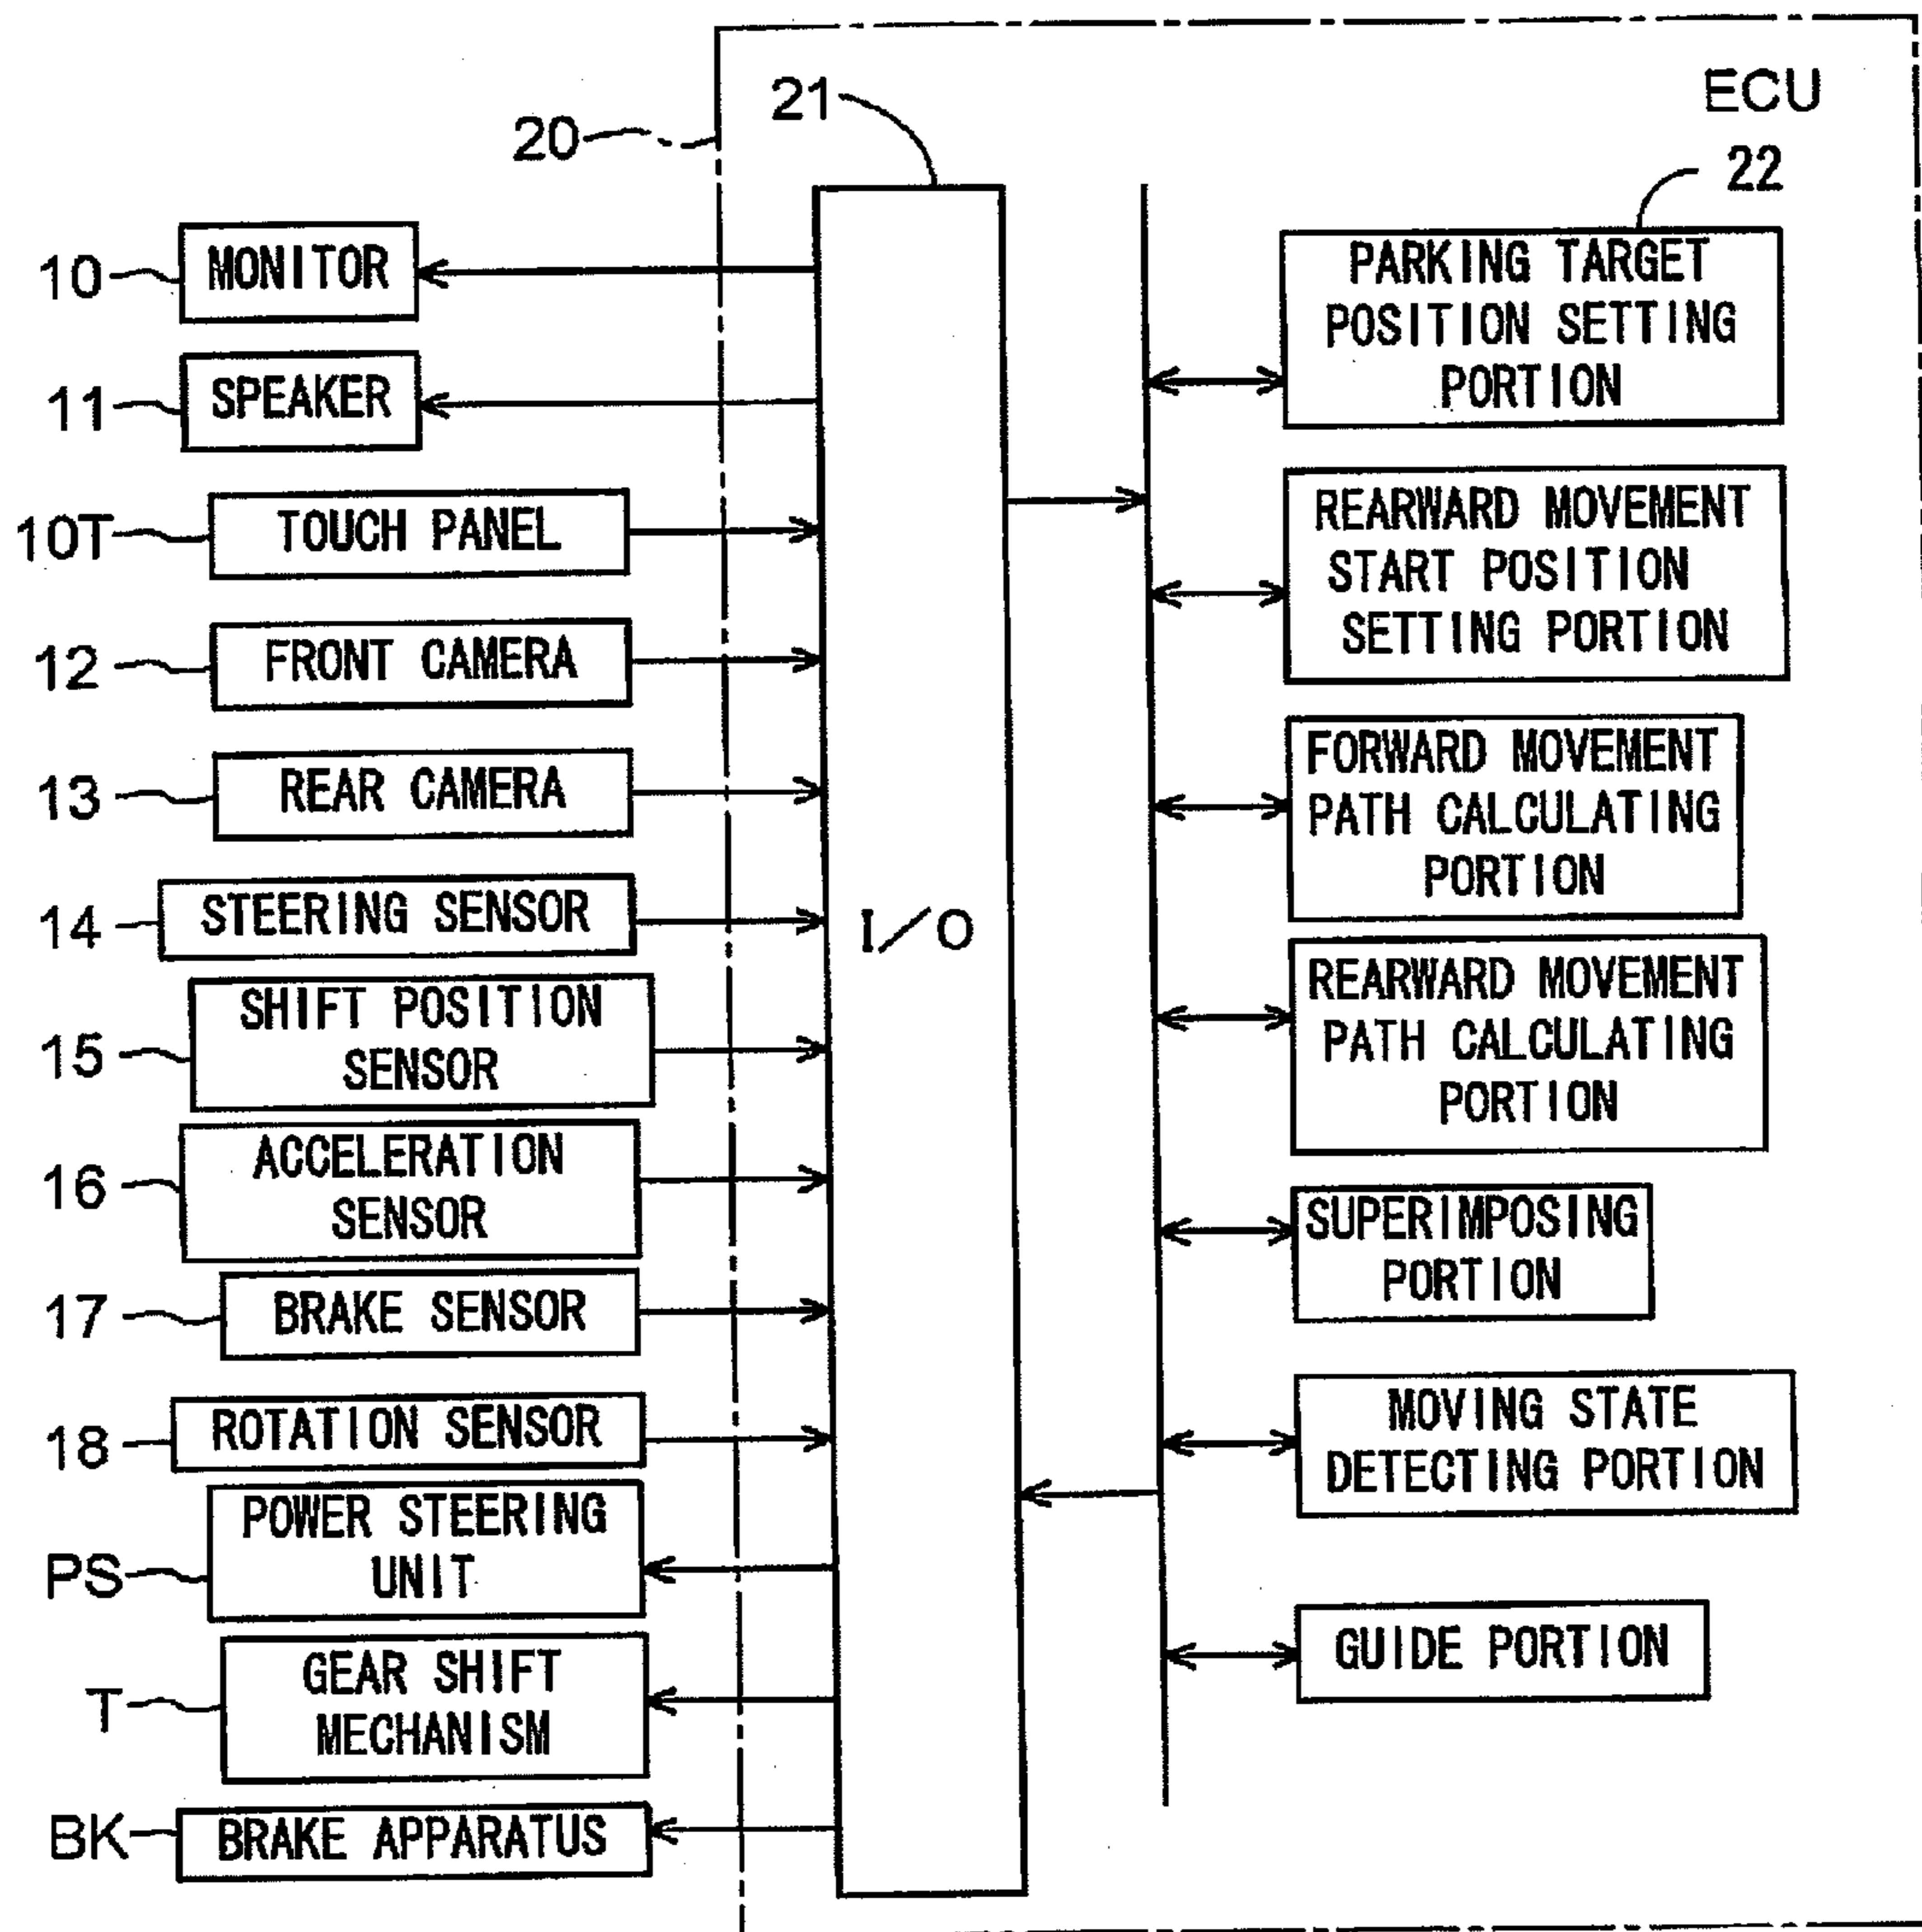 ECU
20
21
22
10
MONITOR
11
SPEAKER
10T
TOUCH PANEL
12
FRONT CAMERA
13
REAR CAMERA
14
STEERING SENSOR
15
SHIFT POSITION
SENSOR
16
ACCELERATION
SENSOR
17
BRAKE SENSOR
18
ROTATION SENSOR
PS
POWER STEERING
UNIT
T
GEAR SHIFT
MECHANISM
BK
BRAKE APPARATUS
I/O
PARKING TARGET
POSITION SETTING
PORTION
REARWARD MOVEMENT
START POSITION
SETTING PORTION
FORWARD MOVEMENT
PATH CALCULATING
PORTION
REARWARD MOVEMENT
PATH CALCULATING
PORTION
SUPERIMPOSING
PORTION
MOVING STATE
DETECTING PORTION
GUIDE PORTION